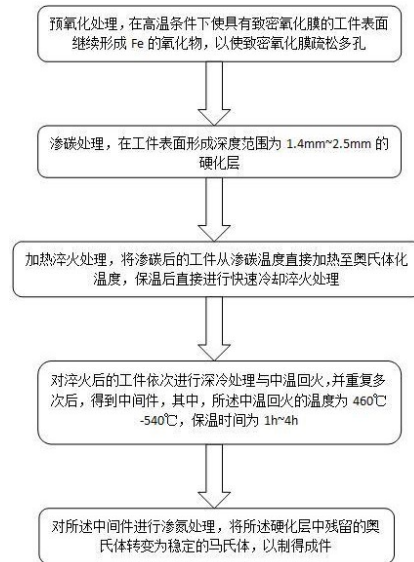 预氧化处理，在高温条件下使具有致密氧化膜的工件表面
继续形成 Fe 的氧化物，以使致密氧化膜疏松多孔
渗碳处理，在工件表面形成深度范围为 1.4mm~2.5mm 的
硬化层
加热淬火处理，将渗碳后的工件从渗碳温度直接加热至奥氏体化
温度，保温后直接进行快速冷却淬火处理
对淬火后的工件依次进行深冷处理与中温回火，并重复多
次后，得到中间件，其中，所述中温回火的温度为 460℃
-540℃，保温时间为 1h~4h
对所述中间件进行渗氮处理，将所述硬化层中残留的奥
氏体转变为稳定的马氏体，以制得成件